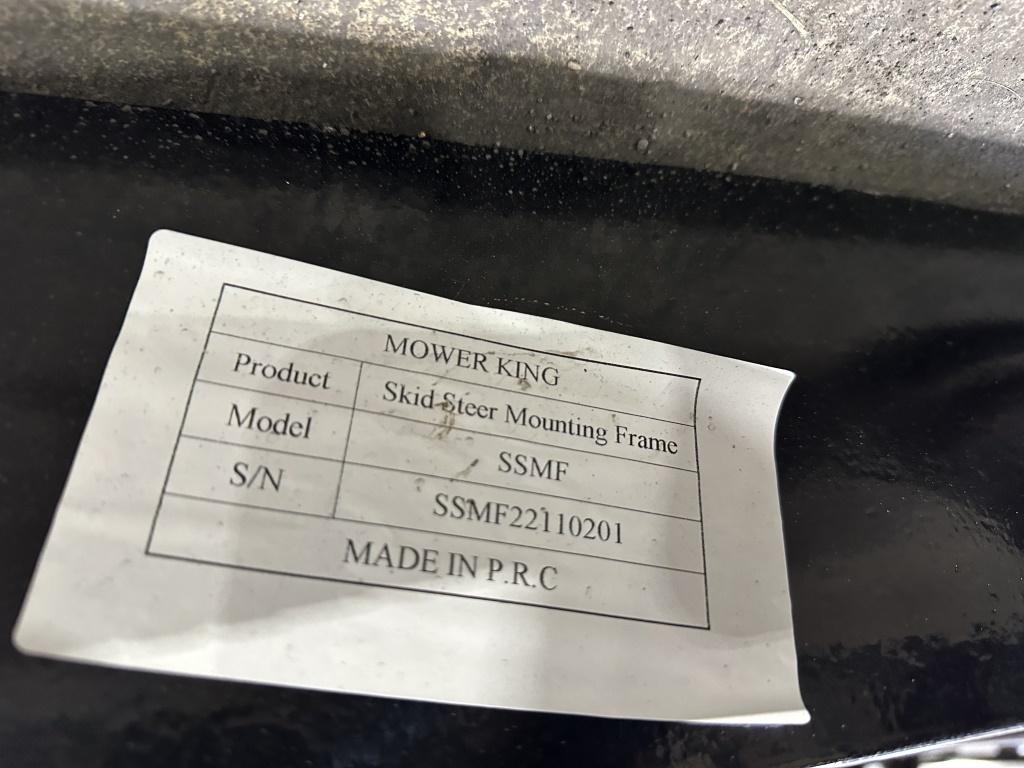 MOWER KING
Product Skid Steer Mounting Frame
Model SSMF
S/N SSMF22110201
MADE IN P.R.C